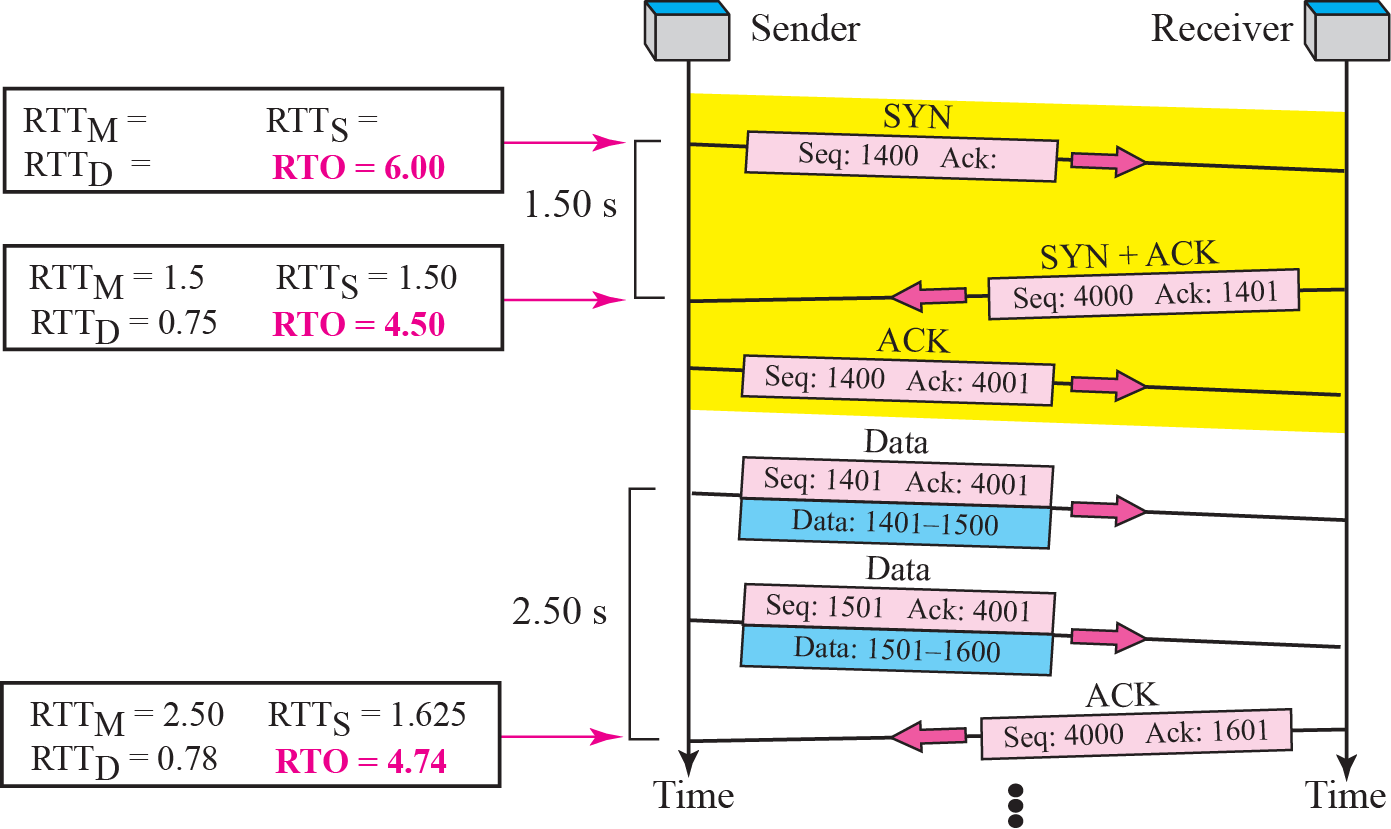 Sender
Receiver
RTTM =    RTTS =
RTTD =    RTO = 6.00
1.50 s
SYN
Seq: 1400    Ack:
RTTM = 1.5    RTTS = 1.50
RTTD = 0.75    RTO = 4.50
SYN + ACK
Seq: 4000    Ack: 1401
ACK
Seq: 1400    Ack: 4001
Data
Seq: 1401    Ack: 4001
Data: 1401–1500
2.50 s
Data
Seq: 1501    Ack: 4001
Data: 1501–1600
RTTM = 2.50    RTTS = 1.625
RTTD = 0.78    RTO = 4.74
ACK
Seq: 4000    Ack: 1601
Time
Time